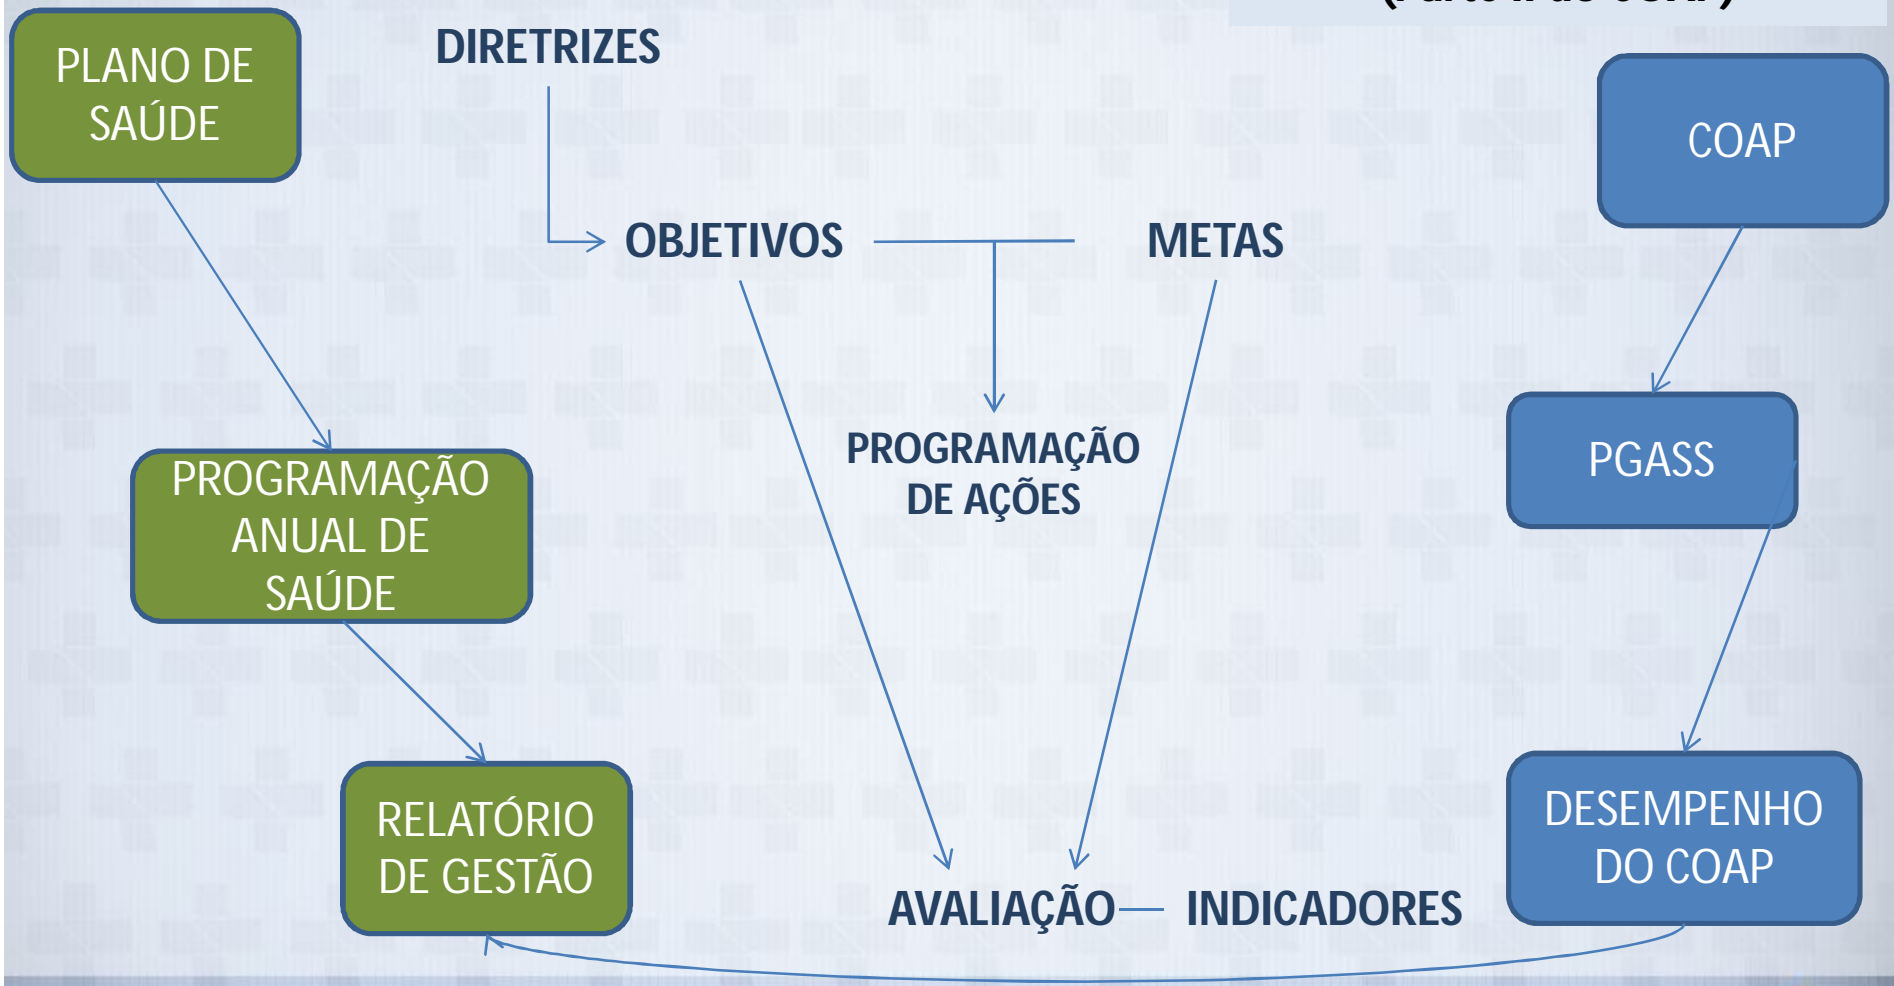 DIRETRIZES
PLANO DE
SAÚDE
COAP
OBJETIVOS
METAS
PROGRAMAÇÃO
DE AÇÕES
PGASS
PROGRAMAÇÃO
ANUAL DE
SAÚDE
RELATÓRIO
DE GESTÃO
DESEMPENHO
DO COAP
AVALIAÇÃO
INDICADORES